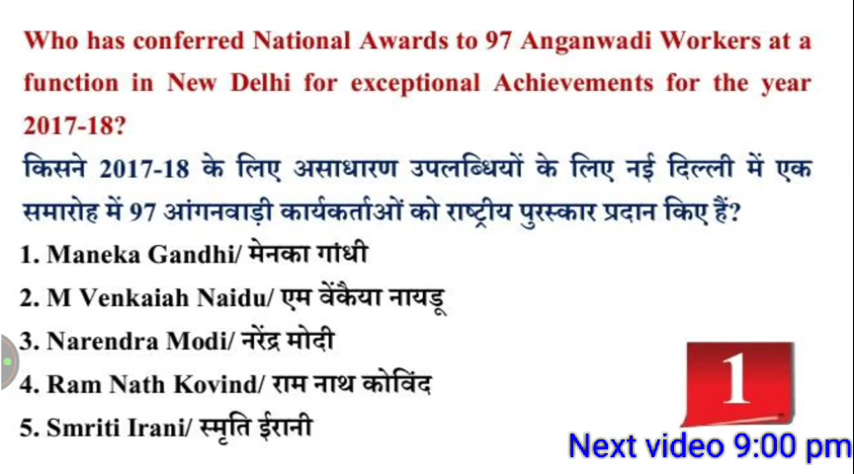 Who has conferred National Awards to 97 Anganwadi Workers at a
function in New Delhi for exceptional Achievements for the year
2017-18?
किसने 2017-18 के लिए असाधारण उपलब्धियों के लिए नई दिल्ली में एक
समारोह में 97 आंगनवाड़ी कार्यकर्ताओं को राष्ट्रीय पुरस्कार प्रदान किए हैं?
1. Maneka Gandhi/ मेनका गांधी
2. M Venkaiah Naidu/ एम वेंकैया नायडू
3. Narendra Modi/ नरेंद्र मोदी
4. Ram Nath Kovind/ राम नाथ कोविंद
5. Smriti Irani/ स्मृति ईरानी
1
Next video 9:00 pm